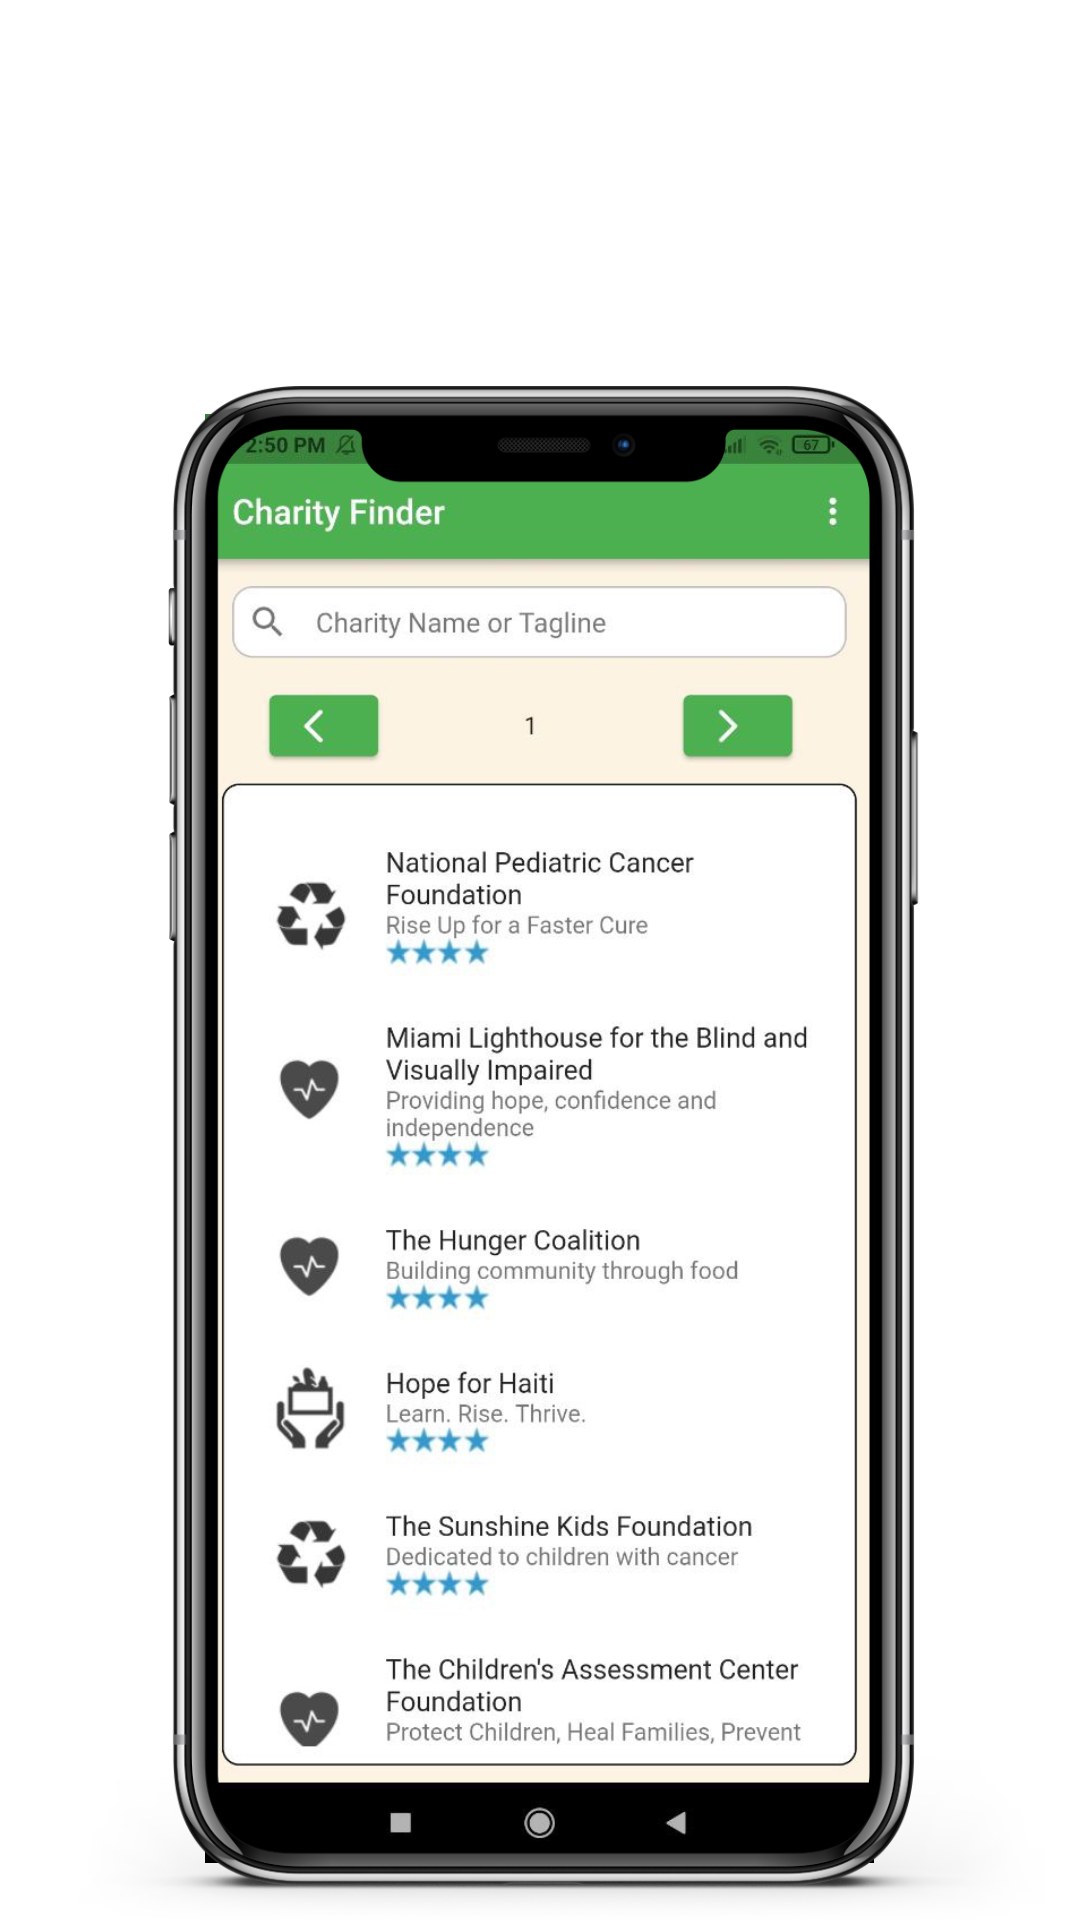 2:50 PM 67
Charity Finder
Charity Name or Tagline
1
National Pediatric Cancer
Foundation
Rise Up for a Faster Cure
Miami Lighthouse for the Blind and
Visually Impaired
Providing hope, confidence and
independence
The Hunger Coalition
Building community through food
Hope for Haiti
Learn. Rise. Thrive.
The Sunshine Kids Foundation
Dedicated to children with cancer
The Children's Assessment Center
Foundation
Protect Children, Heal Families, Prevent